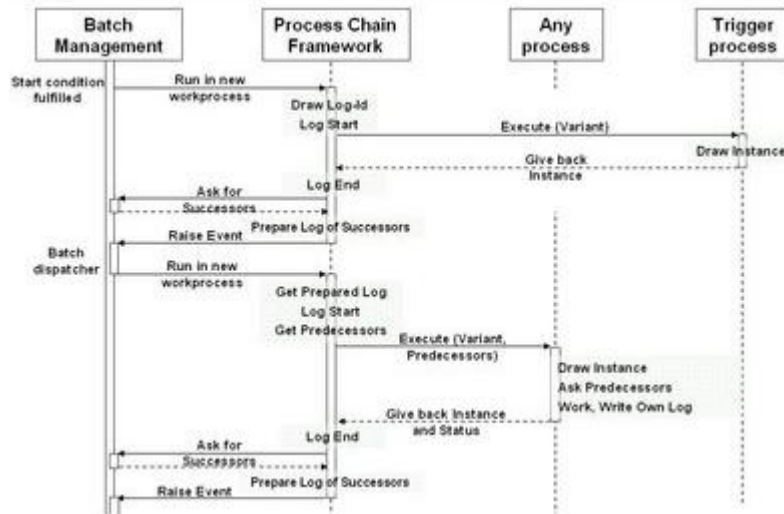 Batch
Management
Process Chain
Framework
Any
process
Trigger
process
Start condition
fulfilled
Run in new
workprocess
Draw Log-Id
Log Start
Execute (Variant)
Draw Instance
Give back
Instance
Log End
Ask for
Successors
Prepare Log of Successors
Raise Event
Batch
dispatcher
Run in new
workprocess
Get Prepared Log
Log Start
Get Predecessors
Execute (Variant,
Predecessors)
Draw Instance
Ask Predecessors
Work, Write Own Log
Give back Instance
and Status
Log End
Ask for
Successors
Prepare Log of Successors
Raise Event